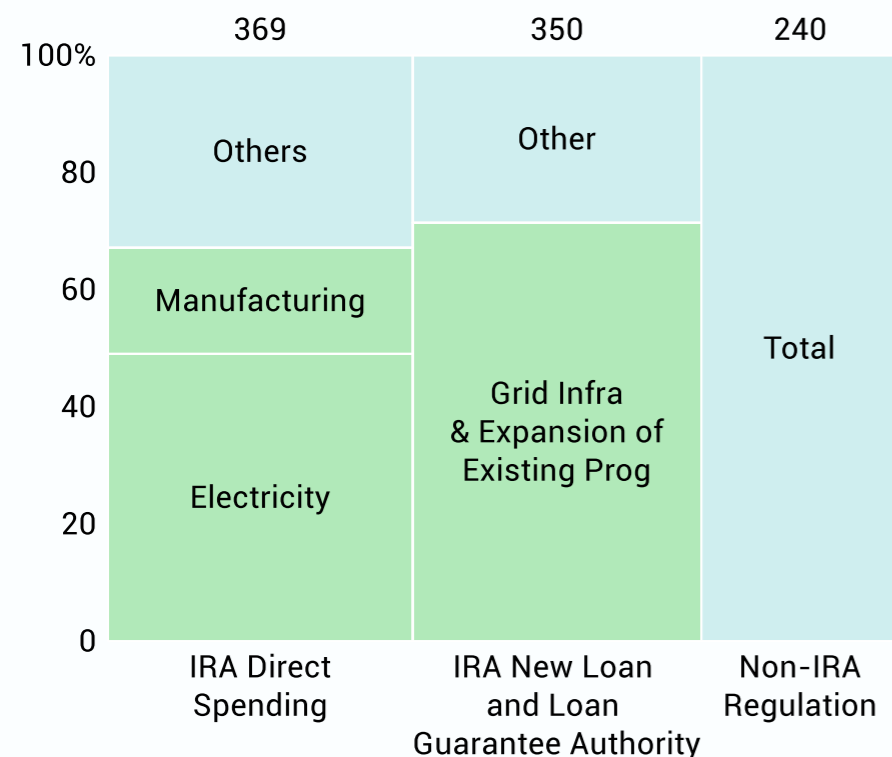 369
350
240
100%
80
60
40
20
0
Others
Manufacturing
Electricity
Other
Grid Infra
& Expansion of
Existing Prog
Total
IRA Direct
Spending
IRA New Loan
and Loan
Guarantee Authority
Non-IRA
Regulation